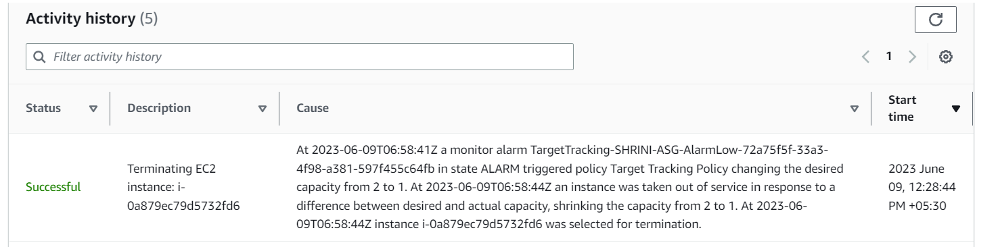 Activity history (5)
Filter activity history
1
Status
Description
Cause
Start
time
Successful
Terminating EC2
instance: i-
0a879ec79d5732fd6
At 2023-06-09T06:58:41Z a monitor alarm TargetTracking-SHRINI-ASG-AlarmLow-72a75f5f-33a3-
4f98-a381-597f455c64fb in state ALARM triggered policy Target Tracking Policy changing the desired
capacity from 2 to 1. At 2023-06-09T06:58:44Z an instance was taken out of service in response to a
difference between desired and actual capacity, shrinking the capacity from 2 to 1. At 2023-06-
09T06:58:44Z instance i-0a879ec79d5732fd6 was selected for termination.
2023 June
09, 12:28:44
PM +05:30